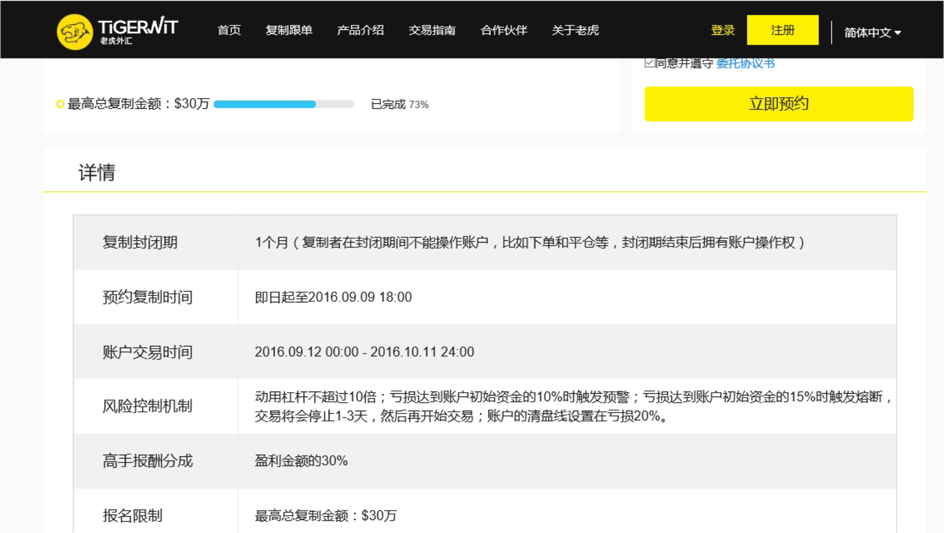 TiGERWiT
老虎外汇
首页 复制跟单 产品介绍 交易指南 合作伙伴 关于老虎 登录 注册 简体中文
同意并遵守 委托协议书
最高总复制金额：$30万 已完成 73%
立即预约
详情
复制封闭期 1个月（复制者在封闭期间不能操作账户，比如下单和平仓等，封闭期结束后拥有账户操作权）
预约复制时间 即日起至2016.09.09 18:00
账户交易时间 2016.09.12 00:00 - 2016.10.11 24:00
风险控制机制 动用杠杆不超过10倍；亏损达到账户初始资金的10%时触发预警；亏损达到账户初始资金的15%时触发熔断，
交易将会停止1-3天，然后再开始交易；账户的清盘线设置在亏损20%。
高手报酬分成 盈利金额的30%
报名限制 最高总复制金额：$30万